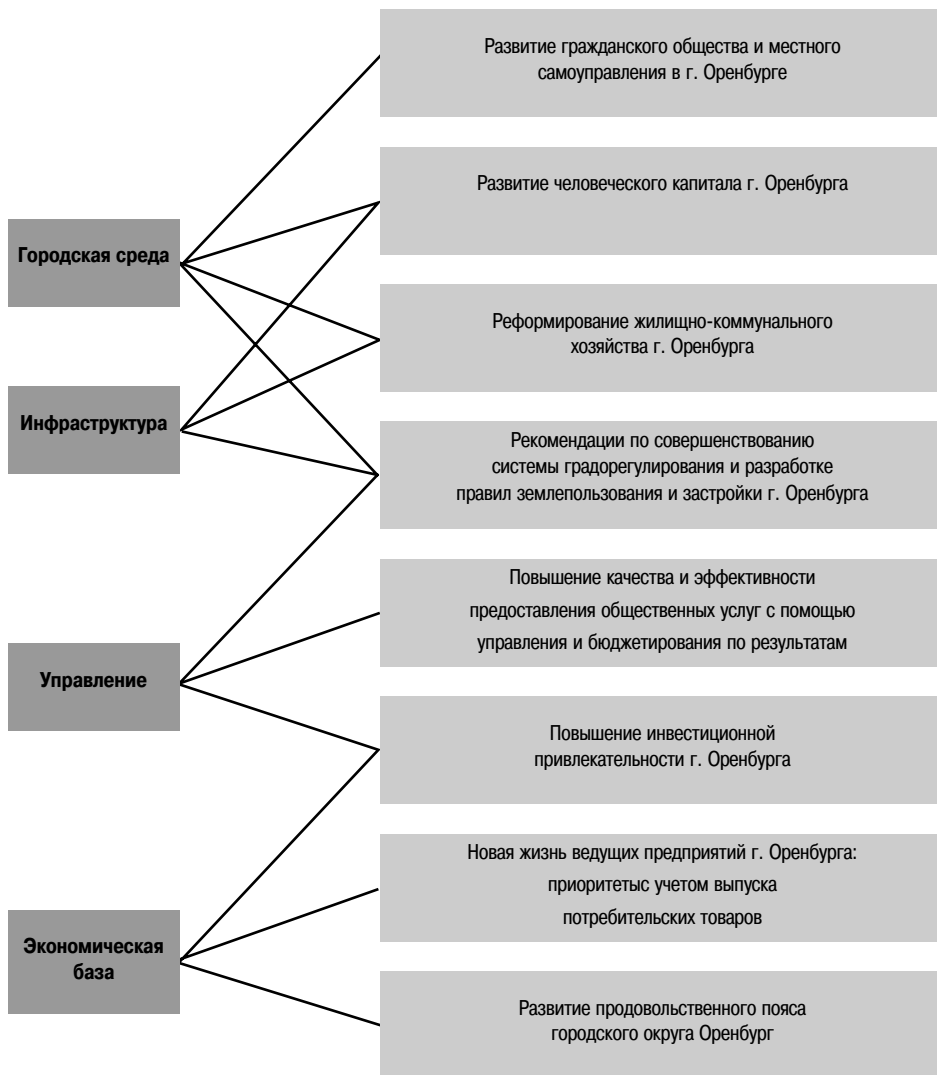 Развитие гражданского общества и местного
самоуправления в г. Оренбурге
Развитие человеческого капитала г. Оренбурга
Городская среда
Реформирование жилищно-коммунального
хозяйства г. Оренбурга
Инфраструктура
Рекомендации по совершенствованию
системы градорегулирования и разработке
правил землепользования и застройки г. Оренбурга
Повышение качества и эффективности
предоставления общественных услуг с помощью
управления и бюджетирования по результатам
Управление
Повышение инвестиционной
привлекательности г. Оренбурга
Новая жизнь ведущих предприятий г. Оренбурга:
приоритетыс учетом выпуска
потребительских товаров
Экономическая
база
Развитие продовольственного пояса
городского округа Оренбург